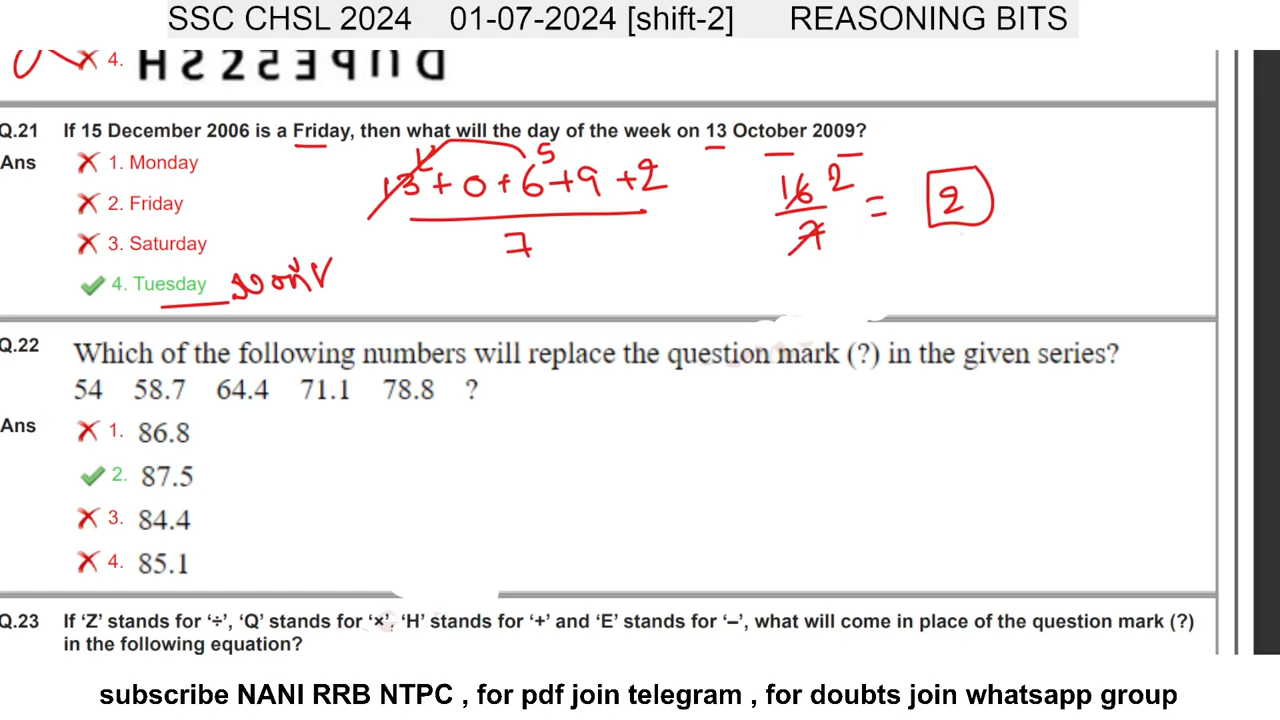 SSC CHSL 2024 01-07-2024 [shift-2] REASONING BITS
4. 
Q.21 If 15 December 2006 is a Friday, then what will the day of the week on 13 October 2009?
Ans 1. Monday
2. Friday
3. Saturday
4. Tuesday
13 + 0 + 6 + 9 + 2
5
7
16 2
7
= 2
Q.22 Which of the following numbers will replace the question mark (?) in the given series?
54 58.7 64.4 71.1 78.8 ?
Ans 1. 86.8
2. 87.5
3. 84.4
4. 85.1
Q.23 If ‘Z’ stands for ‘÷’, ‘Q’ stands for ‘×’, ‘H’ stands for ‘+’ and ‘E’ stands for ‘–’, what will come in place of the question mark (?)
in the following equation?
subscribe NANI RRB NTPC , for pdf join telegram , for doubts join whatsapp group